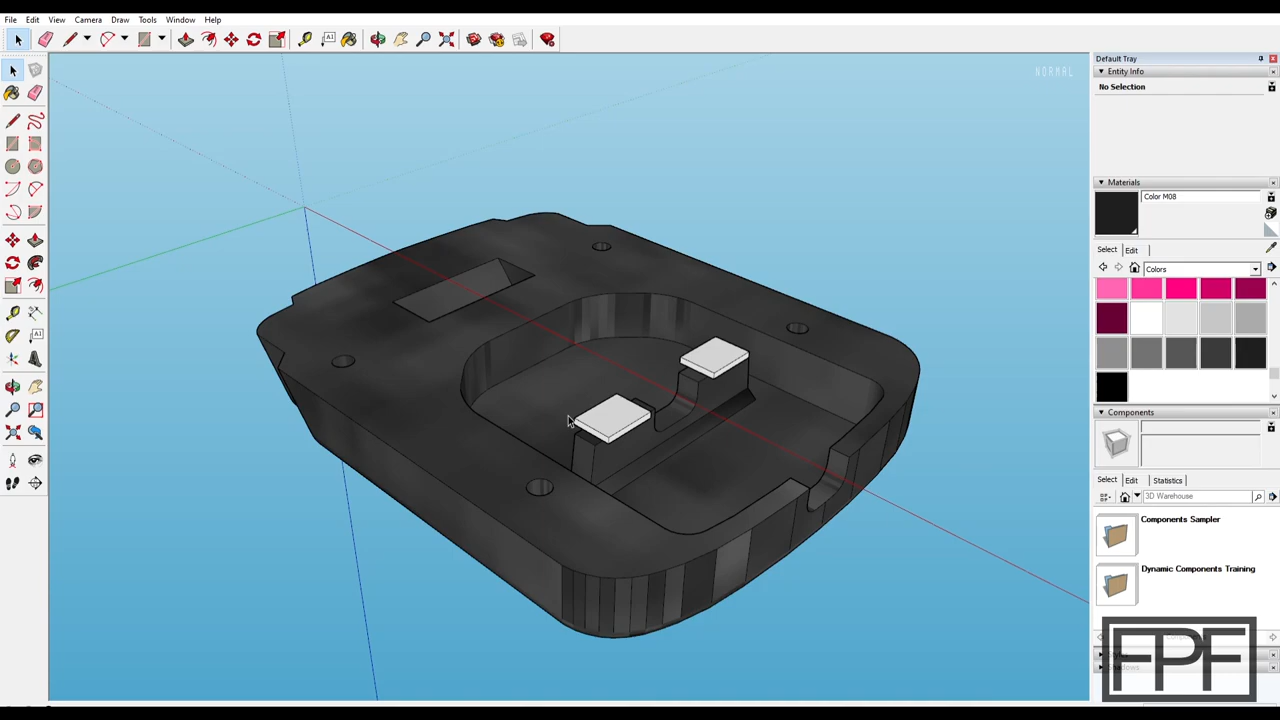 File Edit View Camera Draw Tools Window Help
NORMAL
Default Tray
Entity Info
No Selection
Materials
Color M08
Select Edit
Colors
Components
Select Edit Statistics
3D Warehouse
Components Sampler
Dynamic Components Training
FPF